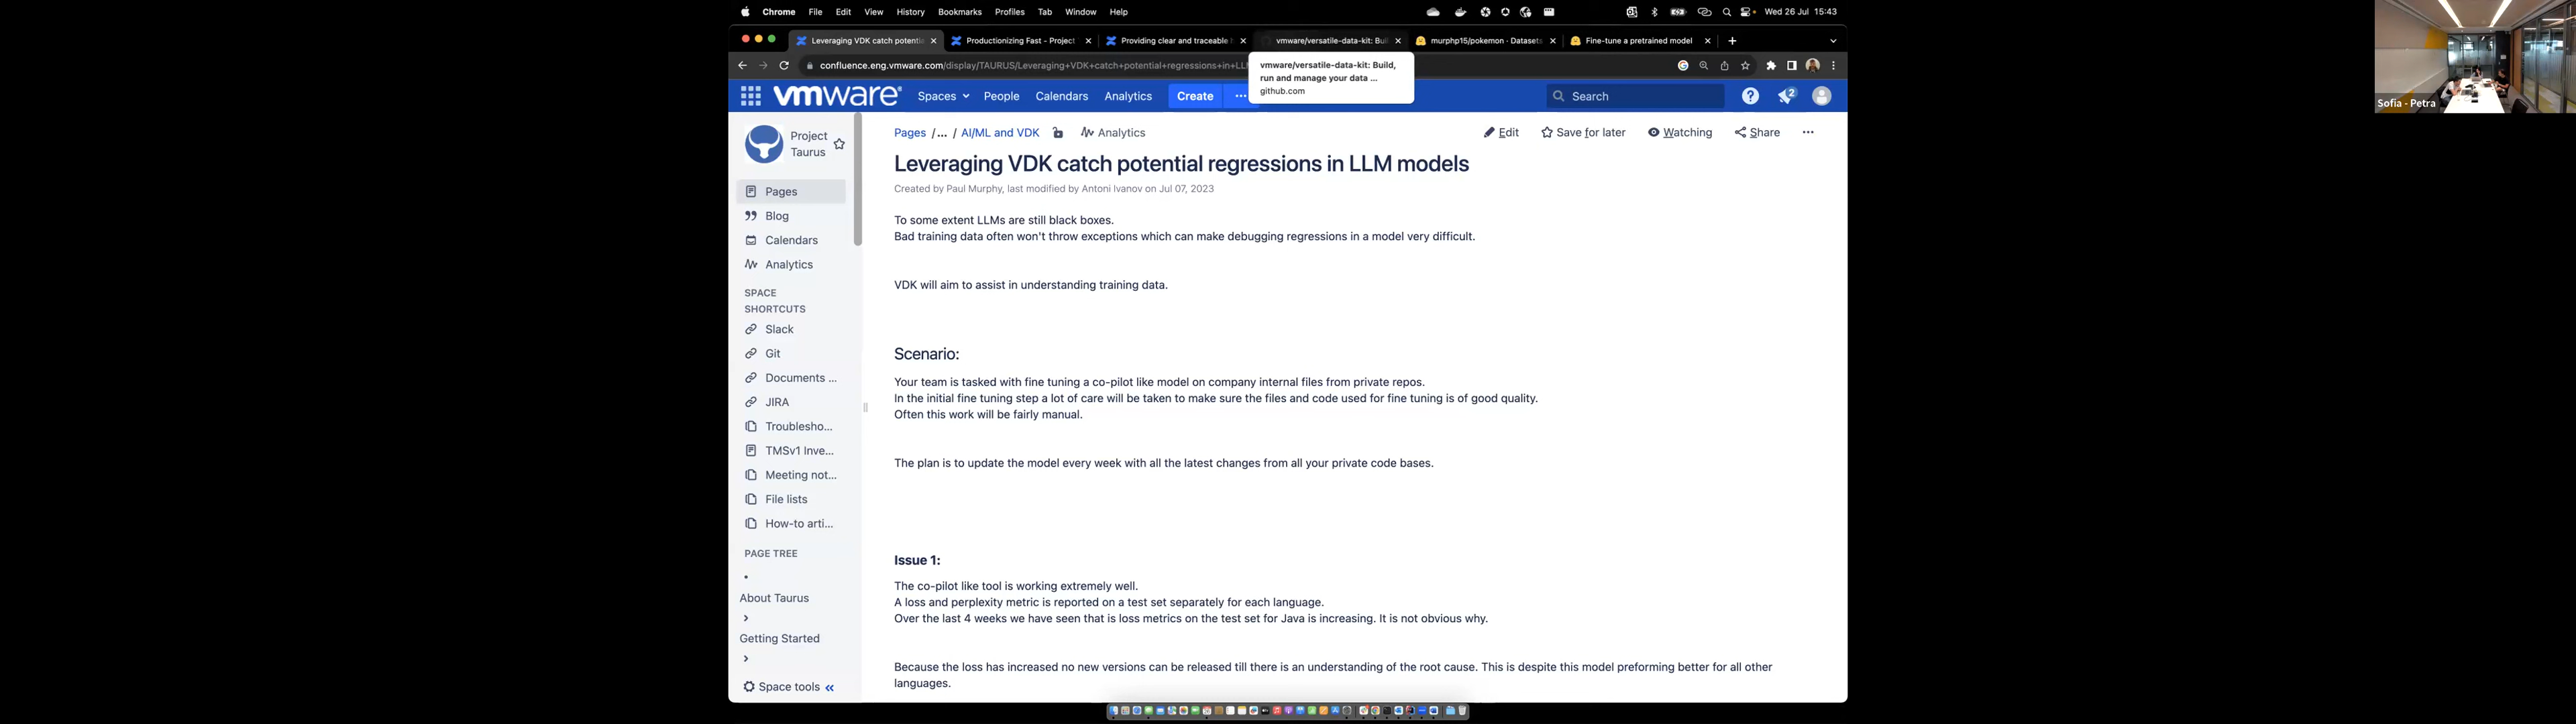 Chrome File Edit View History Bookmarks Profiles Tab Window Help
Wed 26 Jul 15:43
Leveraging VDK catch potentia
Productionizing Fast - Project
Providing clear and traceable
vmware/versatile-data-kit: Bui
murphp15/pokemon · Datasets
Fine-tune a pretrained model
confluence.eng.vmware.com/display/TAURUS/Leveraging+VDK+catch+potential+regressions+in+LL
vmware/versatile-data-kit: Build,
run and manage your data ...
github.com
vmware
Spaces People Calendars Analytics Create ...
Search
2
Project
Taurus
Pages
Blog
Calendars
Analytics
SPACE
SHORTCUTS
Slack
Git
Documents ...
JIRA
Troublesho...
TMSv1 Inve...
Meeting not...
File lists
How-to arti...
PAGE TREE
About Taurus
Getting Started
Space tools
Pages /... / AI/ML and VDK Analytics
Edit Save for later Watching Share ...
Leveraging VDK catch potential regressions in LLM models
Created by Paul Murphy, last modified by Antoni Ivanov on Jul 07, 2023
To some extent LLMs are still black boxes.
Bad training data often won't throw exceptions which can make debugging regressions in a model very difficult.
VDK will aim to assist in understanding training data.
Scenario:
Your team is tasked with fine tuning a co-pilot like model on company internal files from private repos.
In the initial fine tuning step a lot of care will be taken to make sure the files and code used for fine tuning is of good quality.
Often this work will be fairly manual.
The plan is to update the model every week with all the latest changes from all your private code bases.
Issue 1:
The co-pilot like tool is working extremely well.
A loss and perplexity metric is reported on a test set separately for each language.
Over the last 4 weeks we have seen that is loss metrics on the test set for Java is increasing. It is not obvious why.
Because the loss has increased no new versions can be released till there is an understanding of the root cause. This is despite this model preforming better for all other
languages.
Sofia - Petra